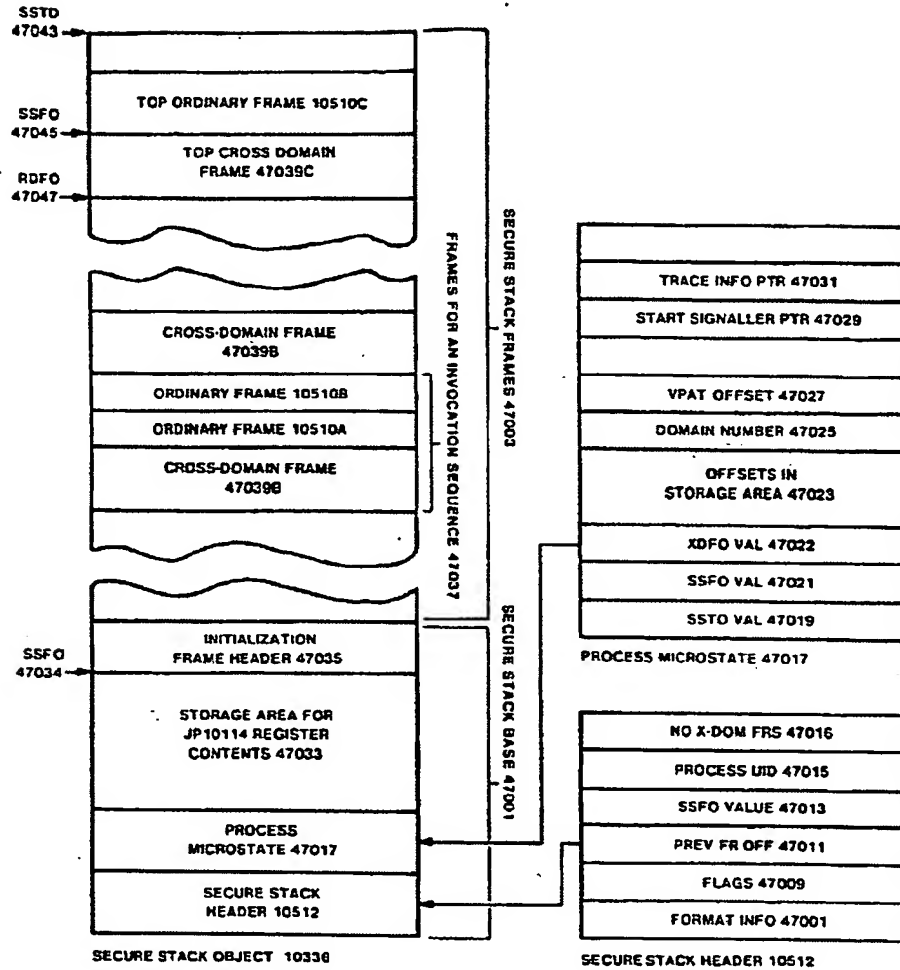 SSTD
47043
TOP ORDINARY FRAME 10510C
SSFO
47045
TOP CROSS DOMAIN
FRAME 47039C
RDFO
47047
CROSS-DOMAIN FRAME
47039B
ORDINARY FRAME 10510B
ORDINARY FRAME 10510A
CROSS-DOMAIN FRAME
47039B
INITIALIZATION
FRAME HEADER 47035
SSFO
47034
STORAGE AREA FOR
JP10114 REGISTER
CONTENTS 47033
PROCESS
MICROSTATE 47017
SECURE STACK
HEADER 10512
SECURE STACK OBJECT 10336
FRAMES FOR AN INVOCATION SEQUENCE 47037
SECURE STACK FRAMES 47003
SECURE STACK BASE 47001
TRACE INFO PTR 47031
START SIGNALLER PTR 47029
VPAT OFFSET 47027
DOMAIN NUMBER 47025
OFFSETS IN
STORAGE AREA 47023
XDFO VAL 47022
SSFO VAL 47021
SSTO VAL 47019
PROCESS MICROSTATE 47017
NO X-DOM FRS 47016
PROCESS UID 47015
SSFO VALUE 47013
PREV FR OFF 47011
FLAGS 47009
FORMAT INFO 47001
SECURE STACK HEADER 10512